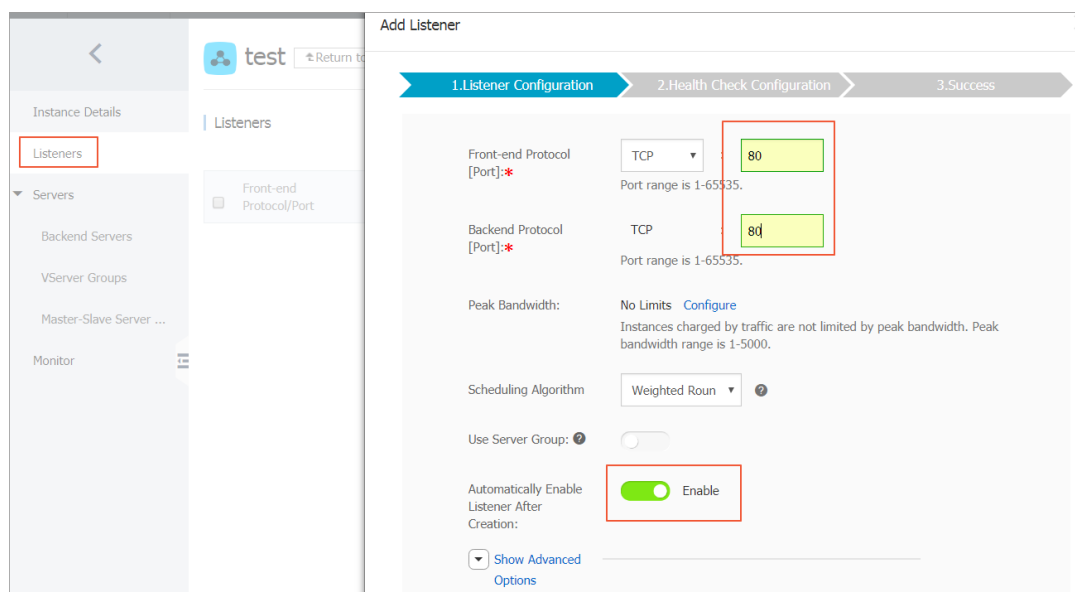 Add Listener
test
Return to
1.Listener Configuration
2.Health Check Configuration
3.Success
Instance Details
Listeners
Servers
Backend Servers
VServer Groups
Master-Slave Server ...
Monitor
Listeners
Front-end
Protocol/Port
Front-end Protocol
[Port]:*
TCP
:
80
Port range is 1-65535.
Backend Protocol
[Port]:*
TCP
:
80
Port range is 1-65535.
Peak Bandwidth:
No Limits Configure
Instances charged by traffic are not limited by peak bandwidth. Peak
bandwidth range is 1-5000.
Scheduling Algorithm
Weighted Roun
?
Use Server Group: ?
Automatically Enable
Listener After
Creation:
Enable
Show Advanced
Options